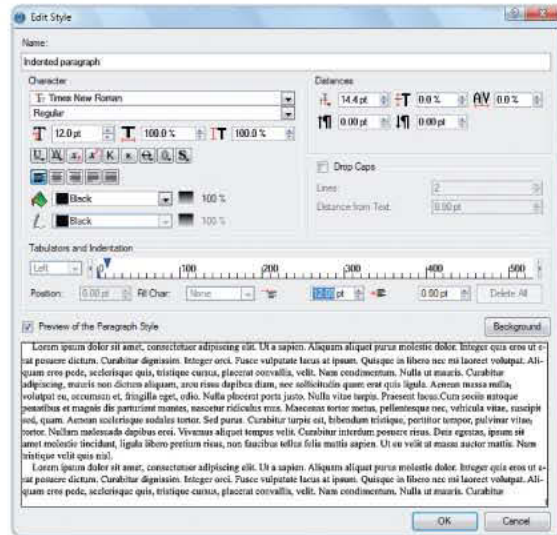 Edit Style
Name:
Indented paragraph
Character
Times New Roman
Regular
12.0 pt 100.0 % 100.0 %
Black 100 %
Black 100 %
Distances
14.4 pt 0.0 % AV 0.0 %
0.00 pt 0.00 pt
Drop Caps
Lines: 2
Distance from Text: 0.00 pt
Tabulators and Indentation
Left 0 100 200 300 400 500
Position: 0.00 pt Fill Char: None 12.00 pt 0.00 pt Delete All
Preview of the Paragraph Style Background
Lorem ipsum dolor sit amet, consectetuer adipiscing elit. Ut a sapien. Aliquam aliquet purus molestie dolor. Integer quis eros ut e-
rat posuere dictum. Curabitur dignissim. Integer orci. Fusce vulputate lacus at ipsum. Quisque in libero nec mi laoreet volutpat. Ali-
quam eros pede, scelerisque quis, tristique cursus, placerat convallis, velit. Nam condimentum. Nulla ut mauris. Curabitur
adipiscing, mauris non dictum aliquam, arcu risus dapibus diam, nec sollicitudin quam erat quis ligula. Aenean massa nulla,
volutpat eu, accumsan et, fringilla eget, odio. Nulla placerat porta justo. Nulla vitae turpis. Praesent lacus.Cum sociis natoque
penatibus et magnis dis parturient montes, nascetur ridiculus mus. Maecenas tortor metus, pellentesque nec, vehicula vitae, suscipit
sed, quam. Aenean scelerisque sodales tortor. Sed purus. Curabitur turpis est, bibendum tristique, porttitor tempor, pulvinar vitae,
tortor. Nullam malesuada dapibus orci. Vivamus aliquet tempus velit. Curabitur interdum posuere risus. Duis egestas, ipsum sit
amet molestie tincidunt, ligula libero pretium risus, non faucibus tellus felis mattis sapien. Ut eu velit at massa auctor mattis. Nam
tristique velit quis nisl.
Lorem ipsum dolor sit amet, consectetuer adipiscing elit. Ut a sapien. Aliquam aliquet purus molestie dolor. Integer quis eros ut e-
rat posuere dictum. Curabitur dignissim. Integer orci. Fusce vulputate lacus at ipsum. Quisque in libero nec mi laoreet volutpat. Ali-
quam eros pede, scelerisque quis, tristique cursus, placerat convallis, velit. Nam condimentum. Nulla ut mauris. Curabitur
OK Cancel